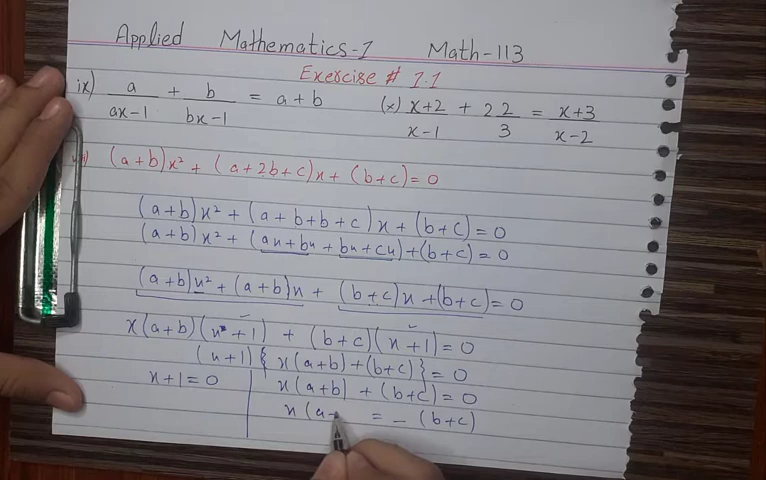 Applied Mathematics-I Math-113
Exercise # 1.1
ix) a/(ax-1) + b/(bx-1) = a+b (x) (x+2)/(x-1) + 2 2/3 = (x+3)/(x-2)
(a+b)x² + (a+2b+c)x + (b+c) = 0
(a+b)x² + (a+b+b+c)x + (b+c) = 0
(a+b)x² + (ax+bx+bx+cx)+(b+c) = 0
(a+b)x² + (a+b)x + (b+c)x +(b+c) = 0
x(a+b)(x+1) + (b+c)(x+1) = 0
(x+1){x(a+b)+(b+c)} = 0
x+1=0 x(a+b) + (b+c) = 0
x(a+ = -(b+c)